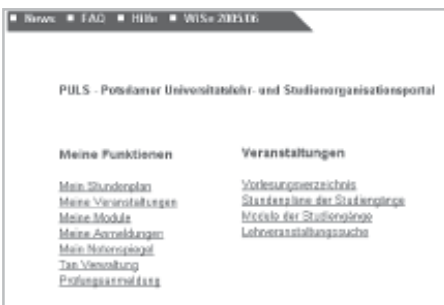 News FAQ Hilfe WiSe 2005/06
PULS - Potsdamer Universitätslehr- und Studienorganisationsportal
Meine Funktionen
Mein Stundenplan
Meine Veranstaltungen
Meine Module
Meine Anmeldungen
Mein Notenspiegel
Tan Verwaltung
Prüfungsanmeldung
Veranstaltungen
Vorlesungsverzeichnis
Stundenpläne der Studiengänge
Module der Studiengänge
Lehrveranstaltungssuche